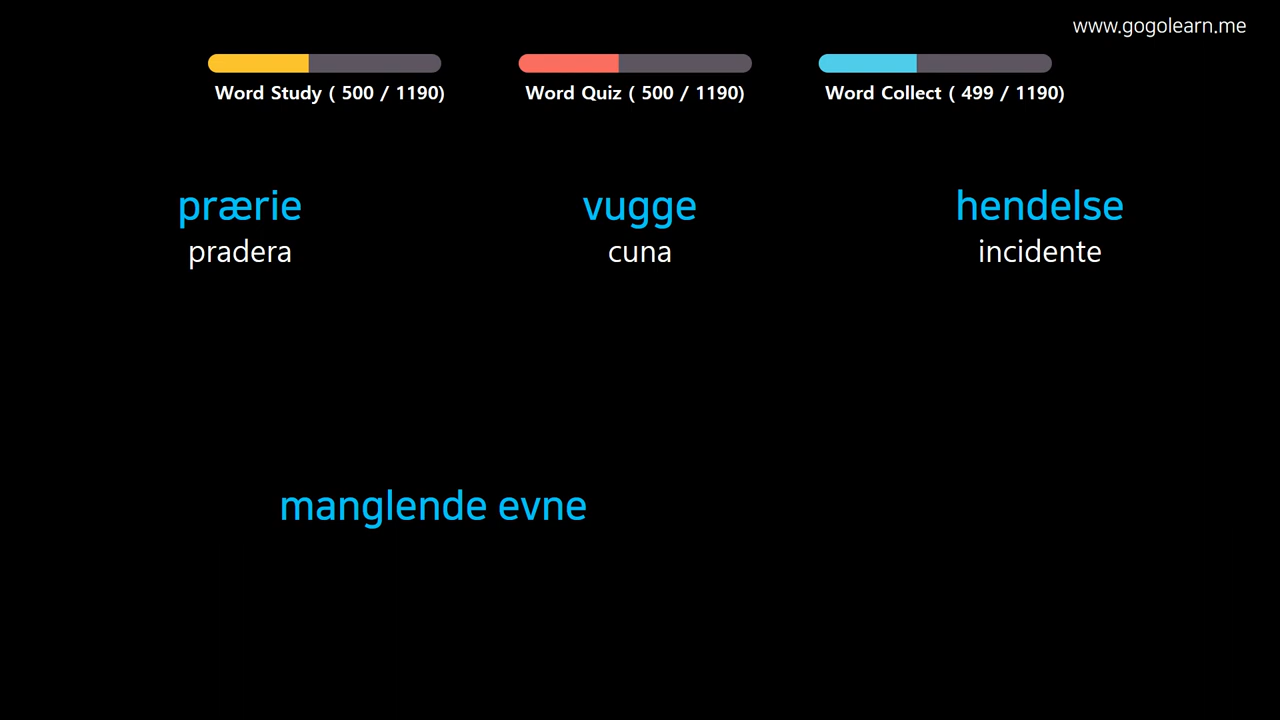 www.gogolearn.me
Word Study ( 500 / 1190)
Word Quiz ( 500 / 1190)
Word Collect ( 499 / 1190)
prærie
pradera
vugge
cuna
hendelse
incidente
manglende evne